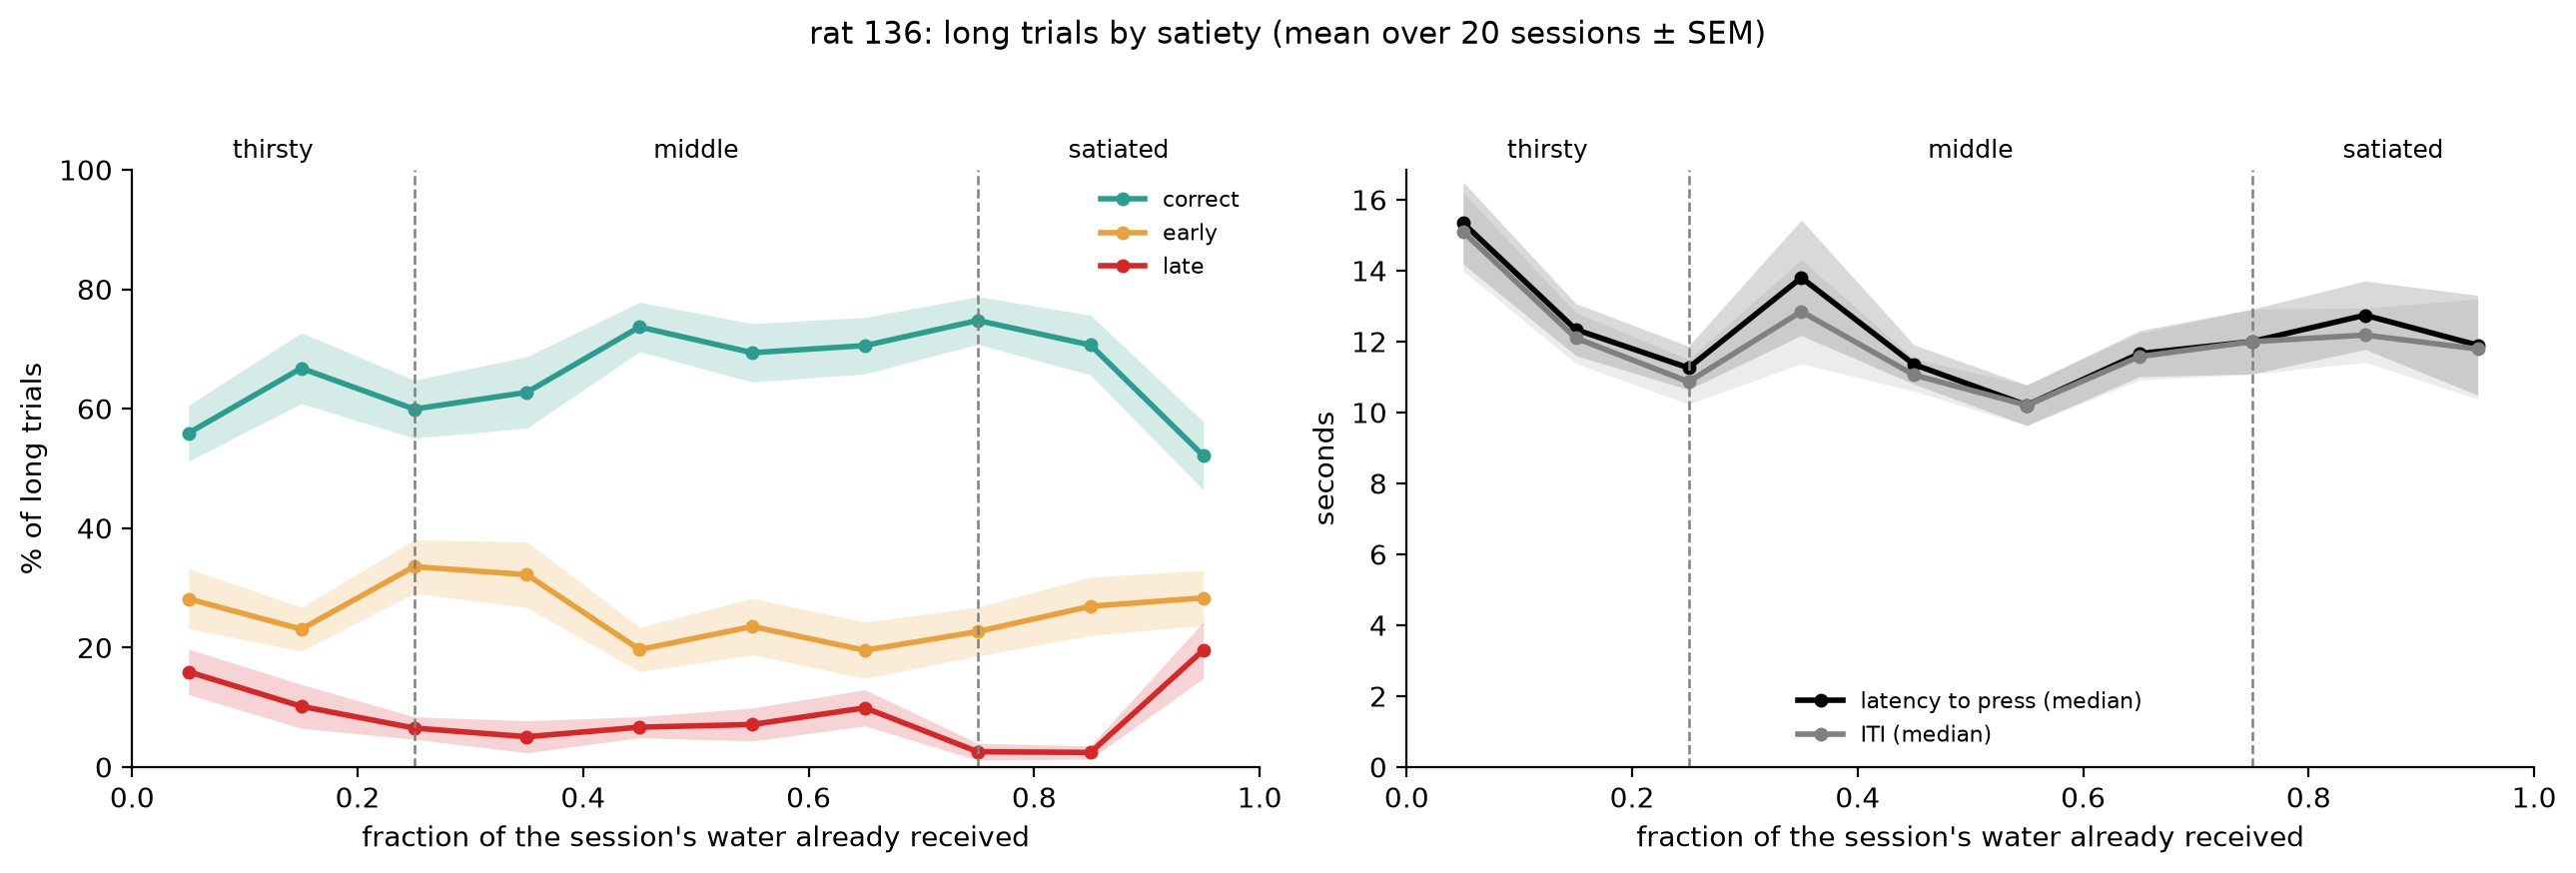 rat 136: long trials by satiety (mean over 20 sessions ± SEM)
thirsty
middle
satiated
100
80
60
40
20
0
% of long trials
correct
early
late
0.0
0.2
0.4
0.6
0.8
1.0
fraction of the session's water already received
thirsty
middle
satiated
16
14
12
10
8
6
4
2
0
seconds
latency to press (median)
ITI (median)
0.0
0.2
0.4
0.6
0.8
1.0
fraction of the session's water already received